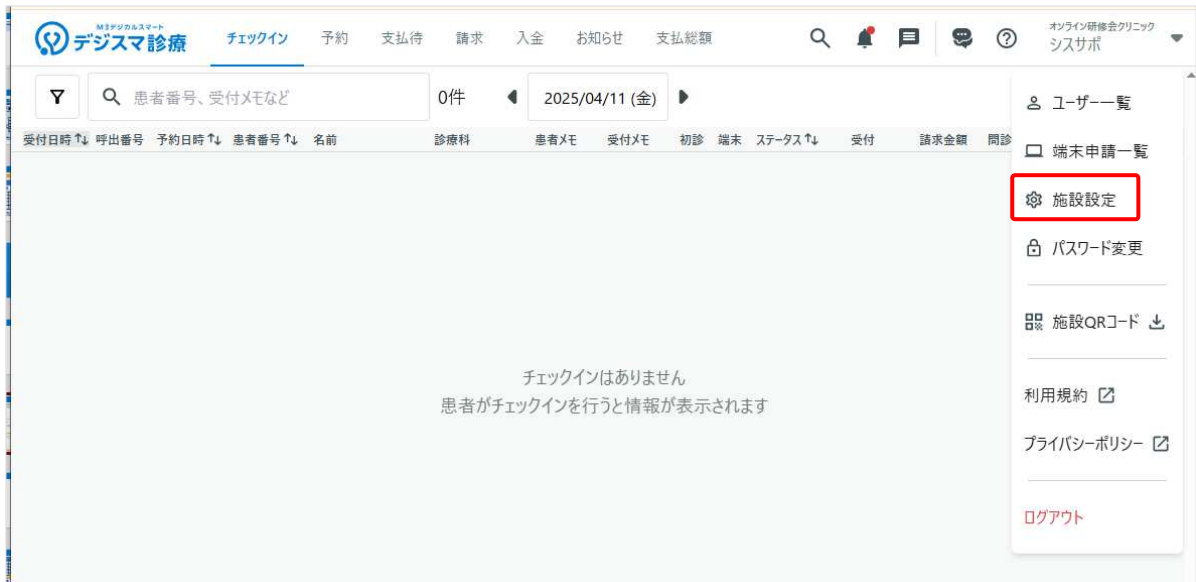 M3デジカルスマート
デジスマ診療
チェックイン 予約 支払待 請求 入金 お知らせ 支払総額
オンライン研修会クリニック
シスサポ
患者番号、受付メモなど 0件 2025/04/11 (金)
受付日時↑↓ 呼出番号 予約日時↑↓ 患者番号↑↓ 名前 診療科 患者メモ 受付メモ 初診 端末 ステータス↑↓ 受付 請求金額 問診
ユーザー一覧
端末申請一覧
施設設定
パスワード変更
施設QRコード
チェックインはありません
患者がチェックインを行うと情報が表示されます
利用規約
プライバシーポリシー
ログアウト